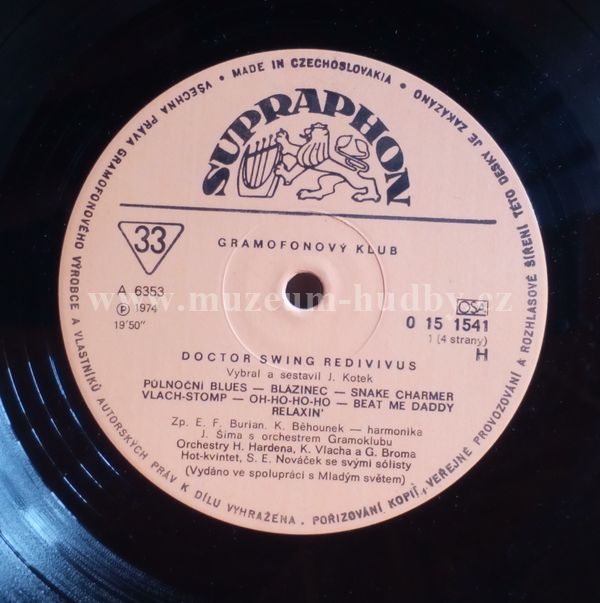 VŠECHNA PRÁVA GRAMOFONOVÉHO VÝROBCE A VLASTNÍKŮ AUTORSKÝCH PRÁV K DÍLU VYHRAŽENA. POŘIZOVÁNÍ KOPIÍ, VEŘEJNÉ PROVOZOVÁNÍ A ROZHLASOVÉ ŠÍŘENÍ TÉTO DESKY JE ZAKÁZÁNO • MADE IN CZECHOSLOVAKIA •
SUPRAPHON
33
GRAMOFONOVÝ KLUB
A 6353
Ⓟ 1974
19'50"
www.muzeum-hudby.cz
OSA
0 15 1541
1 (4 strany)
H
DOCTOR SWING REDIVIVUS
Vybral a sestavil J. Kotek
PŮLNOČNÍ BLUES — BLAZINEC — SNAKE CHARMER
VLACH-STOMP — OH-HO-HO-HO — BEAT ME DADDY
RELAXIN'
Zp. E. F. Burian. K. Běhounek — harmonika
J. Šíma s orchestrem Gramoklubu
Orchestry H. Hardena, K. Vlacha a G. Broma
Hot-kvintet, S. E. Nováček se svými sólisty
(Vydáno ve spolupráci s Mladým světem)